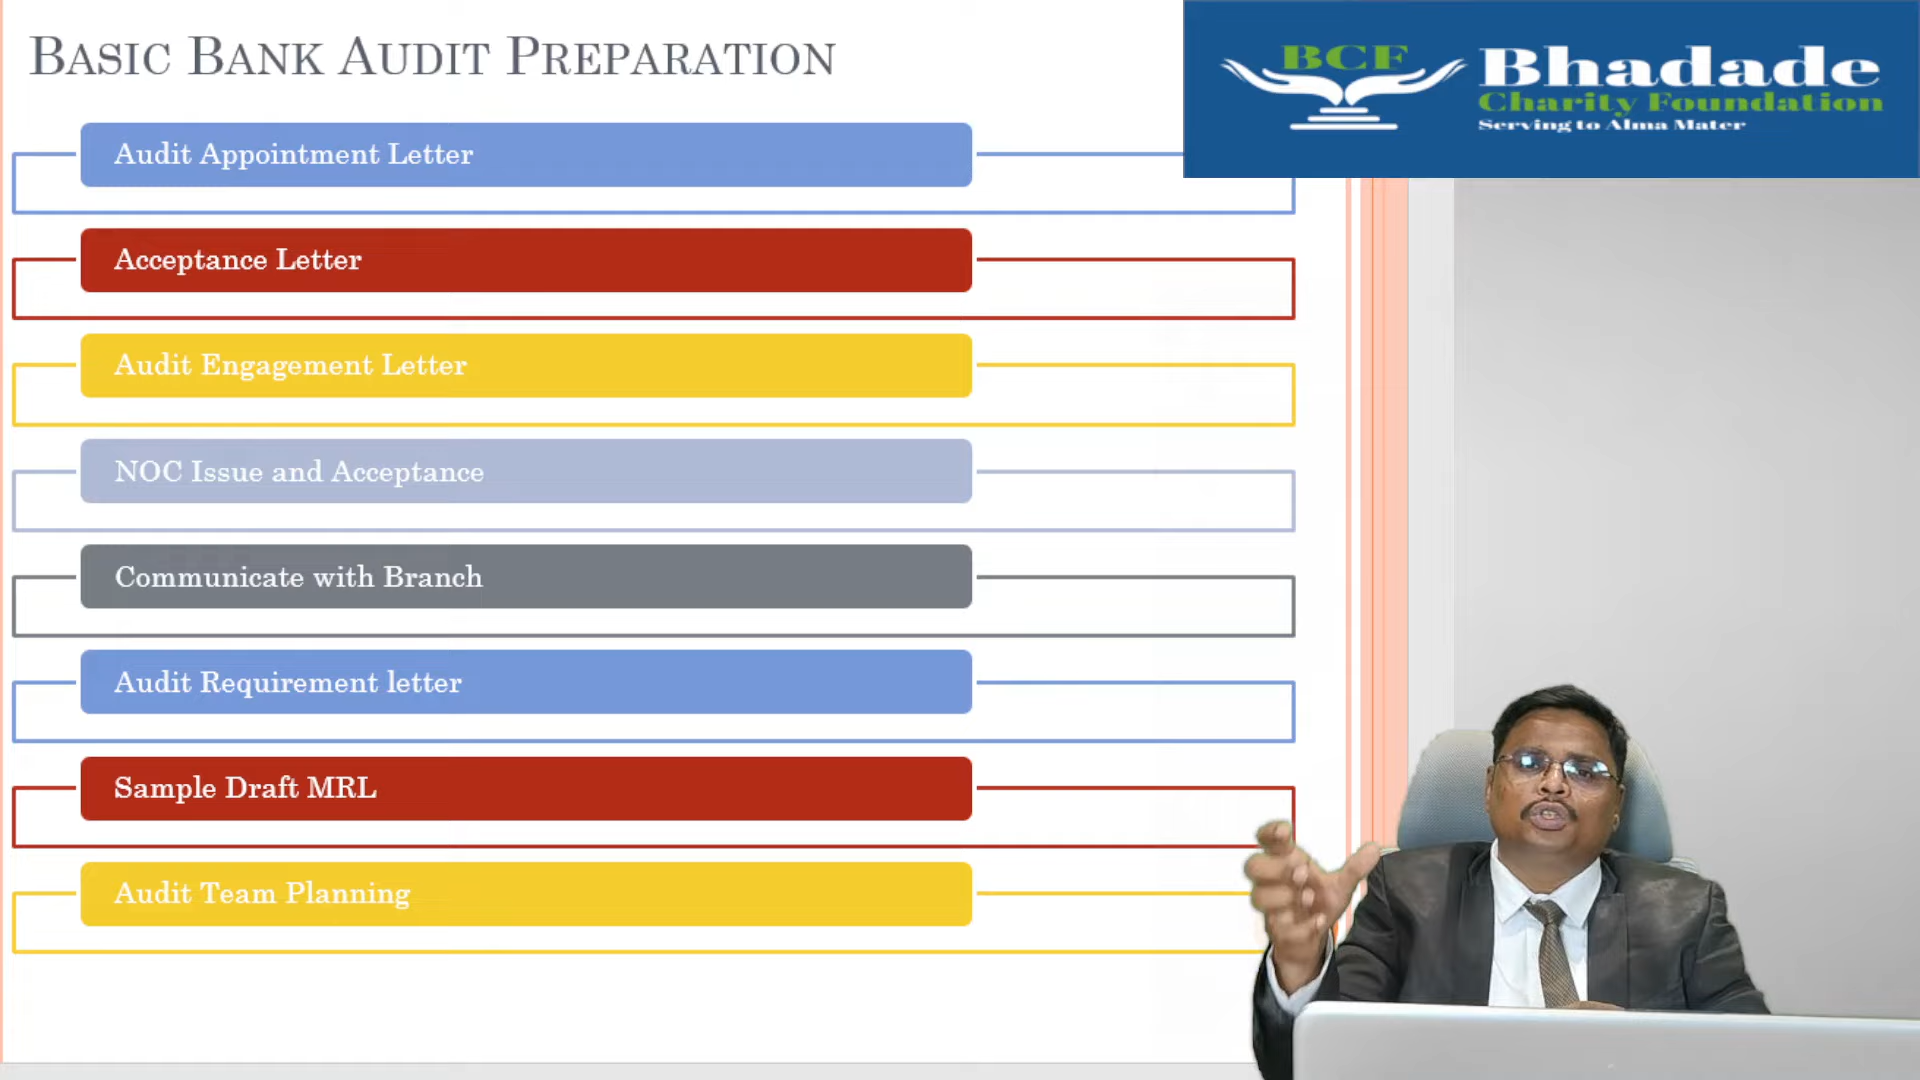 BASIC BANK AUDIT PREPARATION
BCF
Bhadade
Charity Foundation
Serving to Alma Mater
Audit Appointment Letter
Acceptance Letter
Audit Engagement Letter
NOC Issue and Acceptance
Communicate with Branch
Audit Requirement letter
Sample Draft MRL
Audit Team Planning